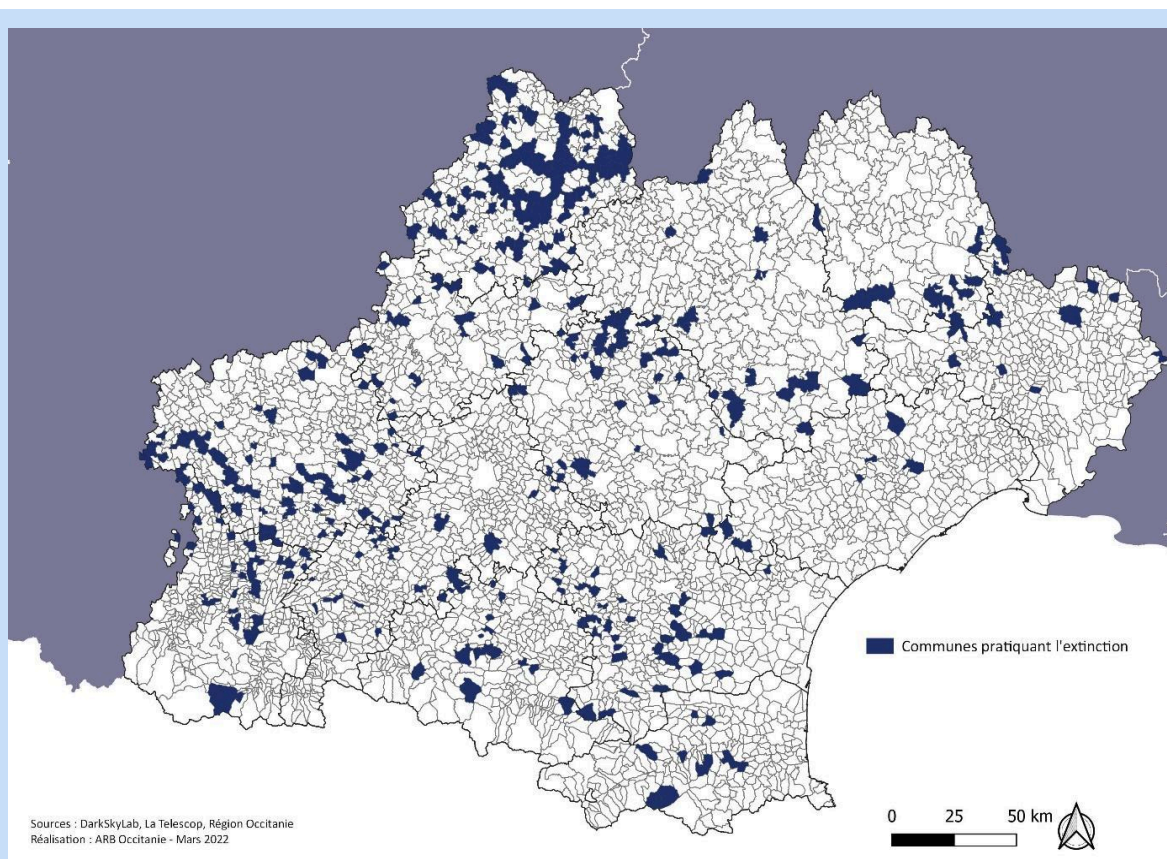 Communes pratiquant l'extinction
Sources : DarkSkyLab, La Telescop, Région Occitanie
Réalisation : ARB Occitanie - Mars 2022
0 25 50 km